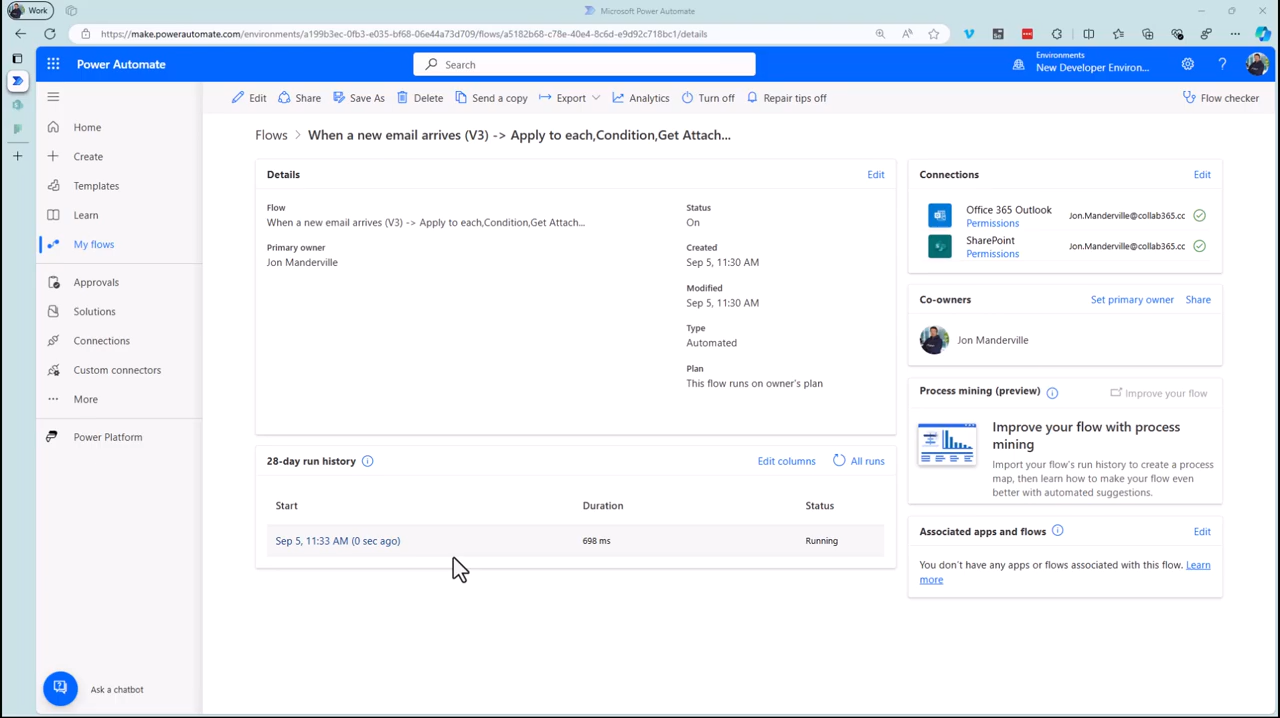 Work
Microsoft Power Automate
https://make.powerautomate.com/environments/a199b3ec-0fb3-e035-bf68-06e44a73d709/flows/a5182b68-c78e-40e4-8c6d-e9d92c718bc1/details
Power Automate
Search
Environments
New Developer Environ...
Edit
Share
Save As
Delete
Send a copy
Export
Analytics
Turn off
Repair tips off
Flow checker
Home
Create
Templates
Learn
My flows
Approvals
Solutions
Connections
Custom connectors
More
Power Platform
Ask a chatbot
Flows > When a new email arrives (V3) -> Apply to each,Condition,Get Attach...
Details
Edit
Flow
When a new email arrives (V3) -> Apply to each,Condition,Get Attach...
Primary owner
Jon Manderville
Status
On
Created
Sep 5, 11:30 AM
Modified
Sep 5, 11:30 AM
Type
Automated
Plan
This flow runs on owner's plan
28-day run history
Edit columns
All runs
Start Duration Status
Sep 5, 11:33 AM (0 sec ago) 698 ms Running
Connections
Edit
Office 365 Outlook
Permissions
Jon.Manderville@collab365.cc
SharePoint
Permissions
Jon.Manderville@collab365.cc
Co-owners
Set primary owner
Share
Jon Manderville
Process mining (preview)
Improve your flow
Improve your flow with process
mining
Import your flow's run history to create a process
map, then learn how to make your flow even
better with automated suggestions.
Associated apps and flows
Edit
You don't have any apps or flows associated with this flow. Learn
more